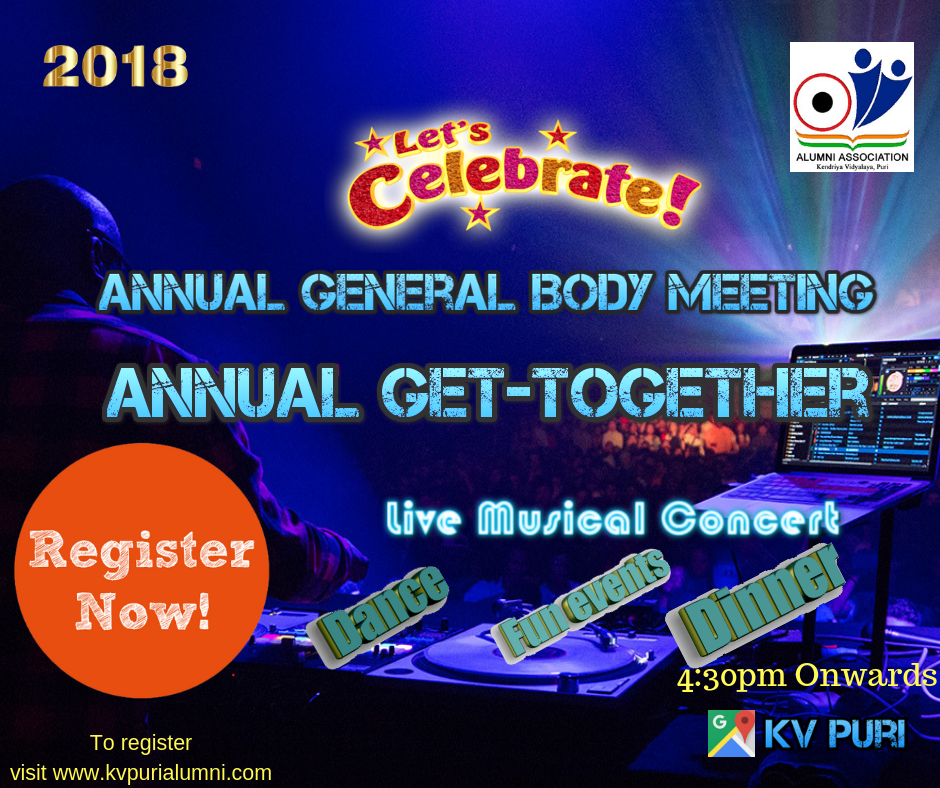 2018
ALUMNI ASSOCIATION
Kendriya Vidyalaya, Puri
Let's
Celebrate!
ANNUAL GENERAL BODY MEETING
ANNUAL GET-TOGETHER
Register
Now!
Live Musical Concert
Dance
Fun events
Dinner
4:30pm Onwards
G
KV PURI
To register
visit www.kvpurialumni.com